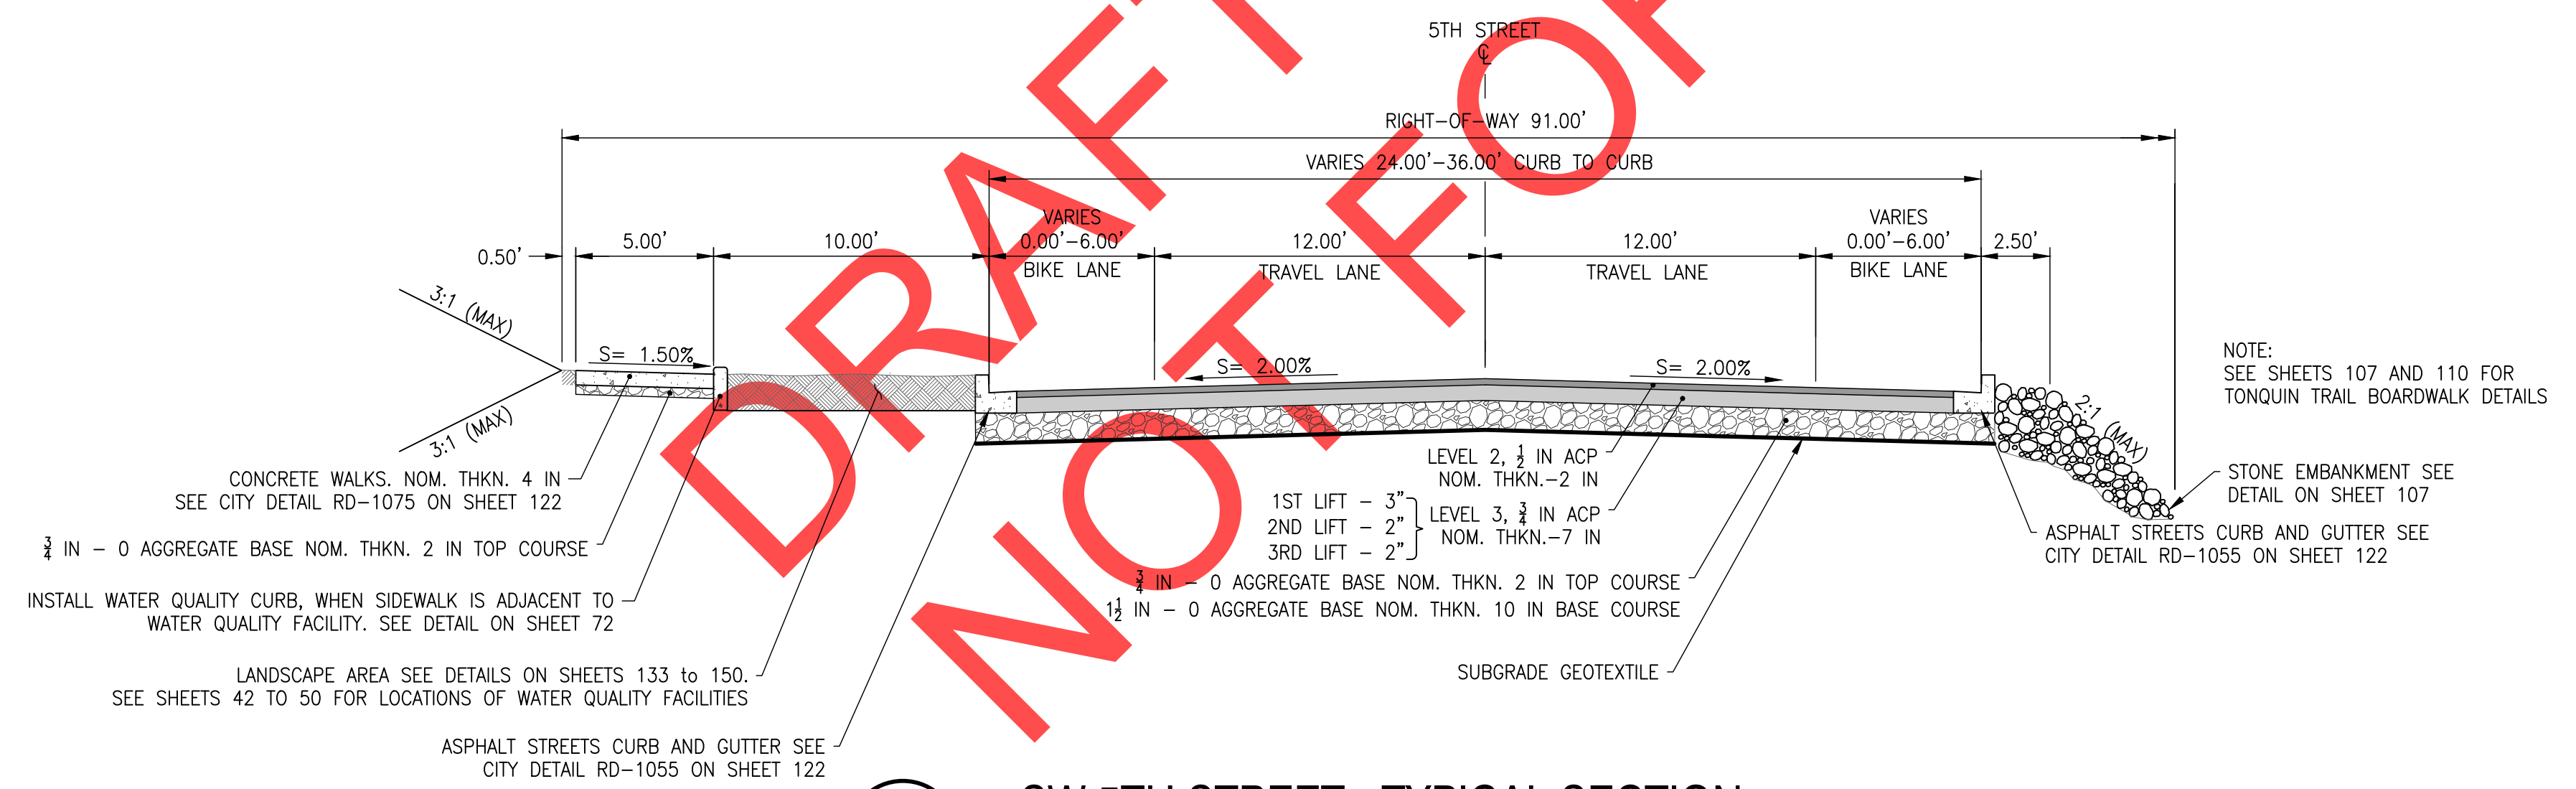 5TH STREET
℄
RIGHT-OF-WAY 91.00'
VARIES 24.00'-36.00' CURB TO CURB
0.50'
5.00'
10.00'
VARIES
0.00'-6.00'
BIKE LANE
12.00'
TRAVEL LANE
12.00'
TRAVEL LANE
VARIES
0.00'-6.00'
BIKE LANE
2.50'
3:1 (MAX)
3:1 (MAX)
S= 1.50%
S= 2.00%
S= 2.00%
2:1 (MAX)
NOTE:
SEE SHEETS 107 AND 110 FOR
TONQUIN TRAIL BOARDWALK DETAILS
STONE EMBANKMENT SEE
DETAIL ON SHEET 107
ASPHALT STREETS CURB AND GUTTER SEE
CITY DETAIL RD-1055 ON SHEET 122
CONCRETE WALKS. NOM. THKN. 4 IN
SEE CITY DETAIL RD-1075 ON SHEET 122
3/4 IN - 0 AGGREGATE BASE NOM. THKN. 2 IN TOP COURSE
INSTALL WATER QUALITY CURB, WHEN SIDEWALK IS ADJACENT TO
WATER QUALITY FACILITY. SEE DETAIL ON SHEET 72
LANDSCAPE AREA SEE DETAILS ON SHEETS 133 to 150.
SEE SHEETS 42 TO 50 FOR LOCATIONS OF WATER QUALITY FACILITIES
ASPHALT STREETS CURB AND GUTTER SEE
CITY DETAIL RD-1055 ON SHEET 122
LEVEL 2, 1/2 IN ACP
NOM. THKN.-2 IN
1ST LIFT - 3"
2ND LIFT - 2"
3RD LIFT - 2"
LEVEL 3, 3/4 IN ACP
NOM. THKN.-7 IN
3/4 IN - 0 AGGREGATE BASE NOM. THKN. 2 IN TOP COURSE
1 1/2 IN - 0 AGGREGATE BASE NOM. THKN. 10 IN BASE COURSE
SUBGRADE GEOTEXTILE
DRAFT
NOT FOR
SW 5TH STREET TYPICAL SECTION